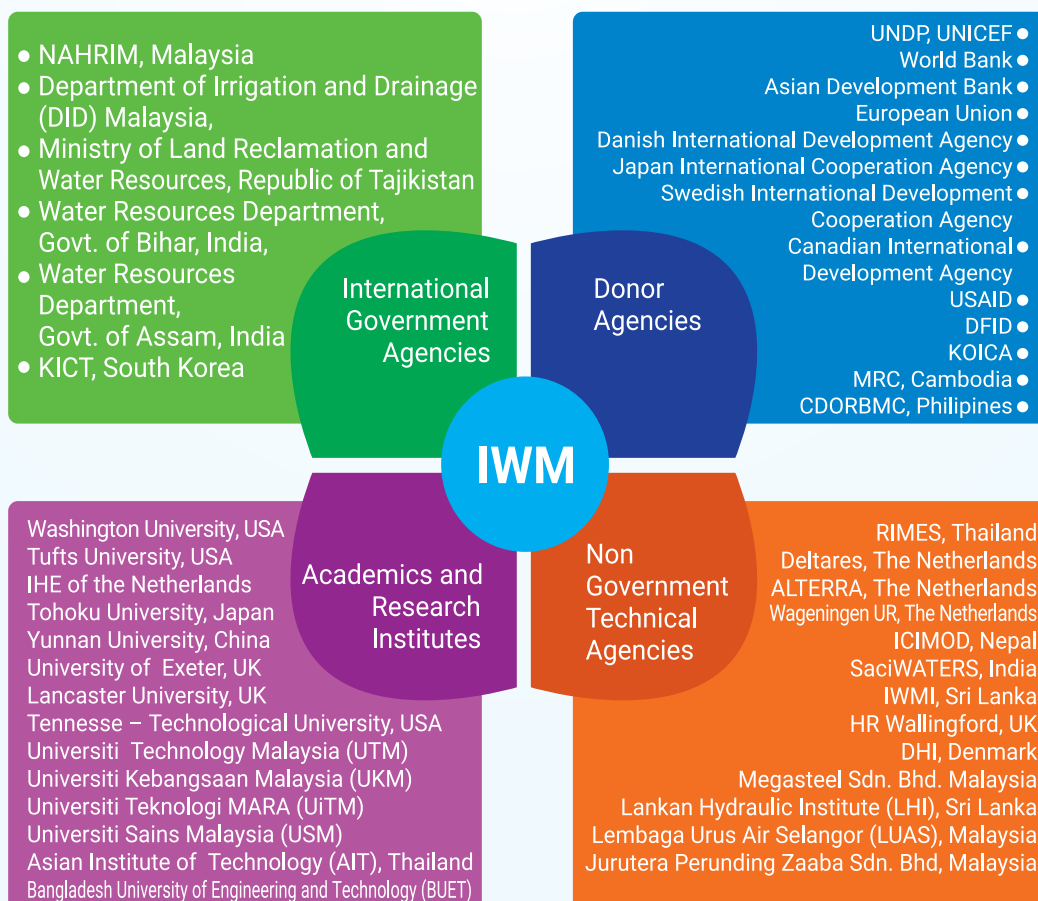 ● NAHRIM, Malaysia
● Department of Irrigation and Drainage
(DID) Malaysia,
● Ministry of Land Reclamation and
Water Resources, Republic of Tajikistan
● Water Resources Department,
Govt. of Bihar, India,
● Water Resources
Department,
Govt. of Assam, India
● KICT, South Korea
International
Government
Agencies
UNDP, UNICEF ●
World Bank ●
Asian Development Bank ●
European Union ●
Danish International Development Agency ●
Japan International Cooperation Agency ●
Swedish International Development ●
Cooperation Agency
Canadian International ●
Development Agency
USAID ●
DFID ●
KOICA ●
MRC, Cambodia ●
CDORBMC, Philipines ●
Donor
Agencies
IWM
Washington University, USA
Tufts University, USA
IHE of the Netherlands
Tohoku University, Japan
Yunnan University, China
University of Exeter, UK
Lancaster University, UK
Tennesse – Technological University, USA
Universiti Technology Malaysia (UTM)
Universiti Kebangsaan Malaysia (UKM)
Universiti Teknologi MARA (UiTM)
Universiti Sains Malaysia (USM)
Asian Institute of Technology (AIT), Thailand
Bangladesh University of Engineering and Technology (BUET)
Academics and
Research
Institutes
Non
Government
Technical
Agencies
RIMES, Thailand
Deltares, The Netherlands
ALTERRA, The Netherlands
Wageningen UR, The Netherlands
ICIMOD, Nepal
SaciWATERS, India
IWMI, Sri Lanka
HR Wallingford, UK
DHI, Denmark
Megasteel Sdn. Bhd. Malaysia
Lankan Hydraulic Institute (LHI), Sri Lanka
Lembaga Urus Air Selangor (LUAS), Malaysia
Jurutera Perunding Zaaba Sdn. Bhd, Malaysia